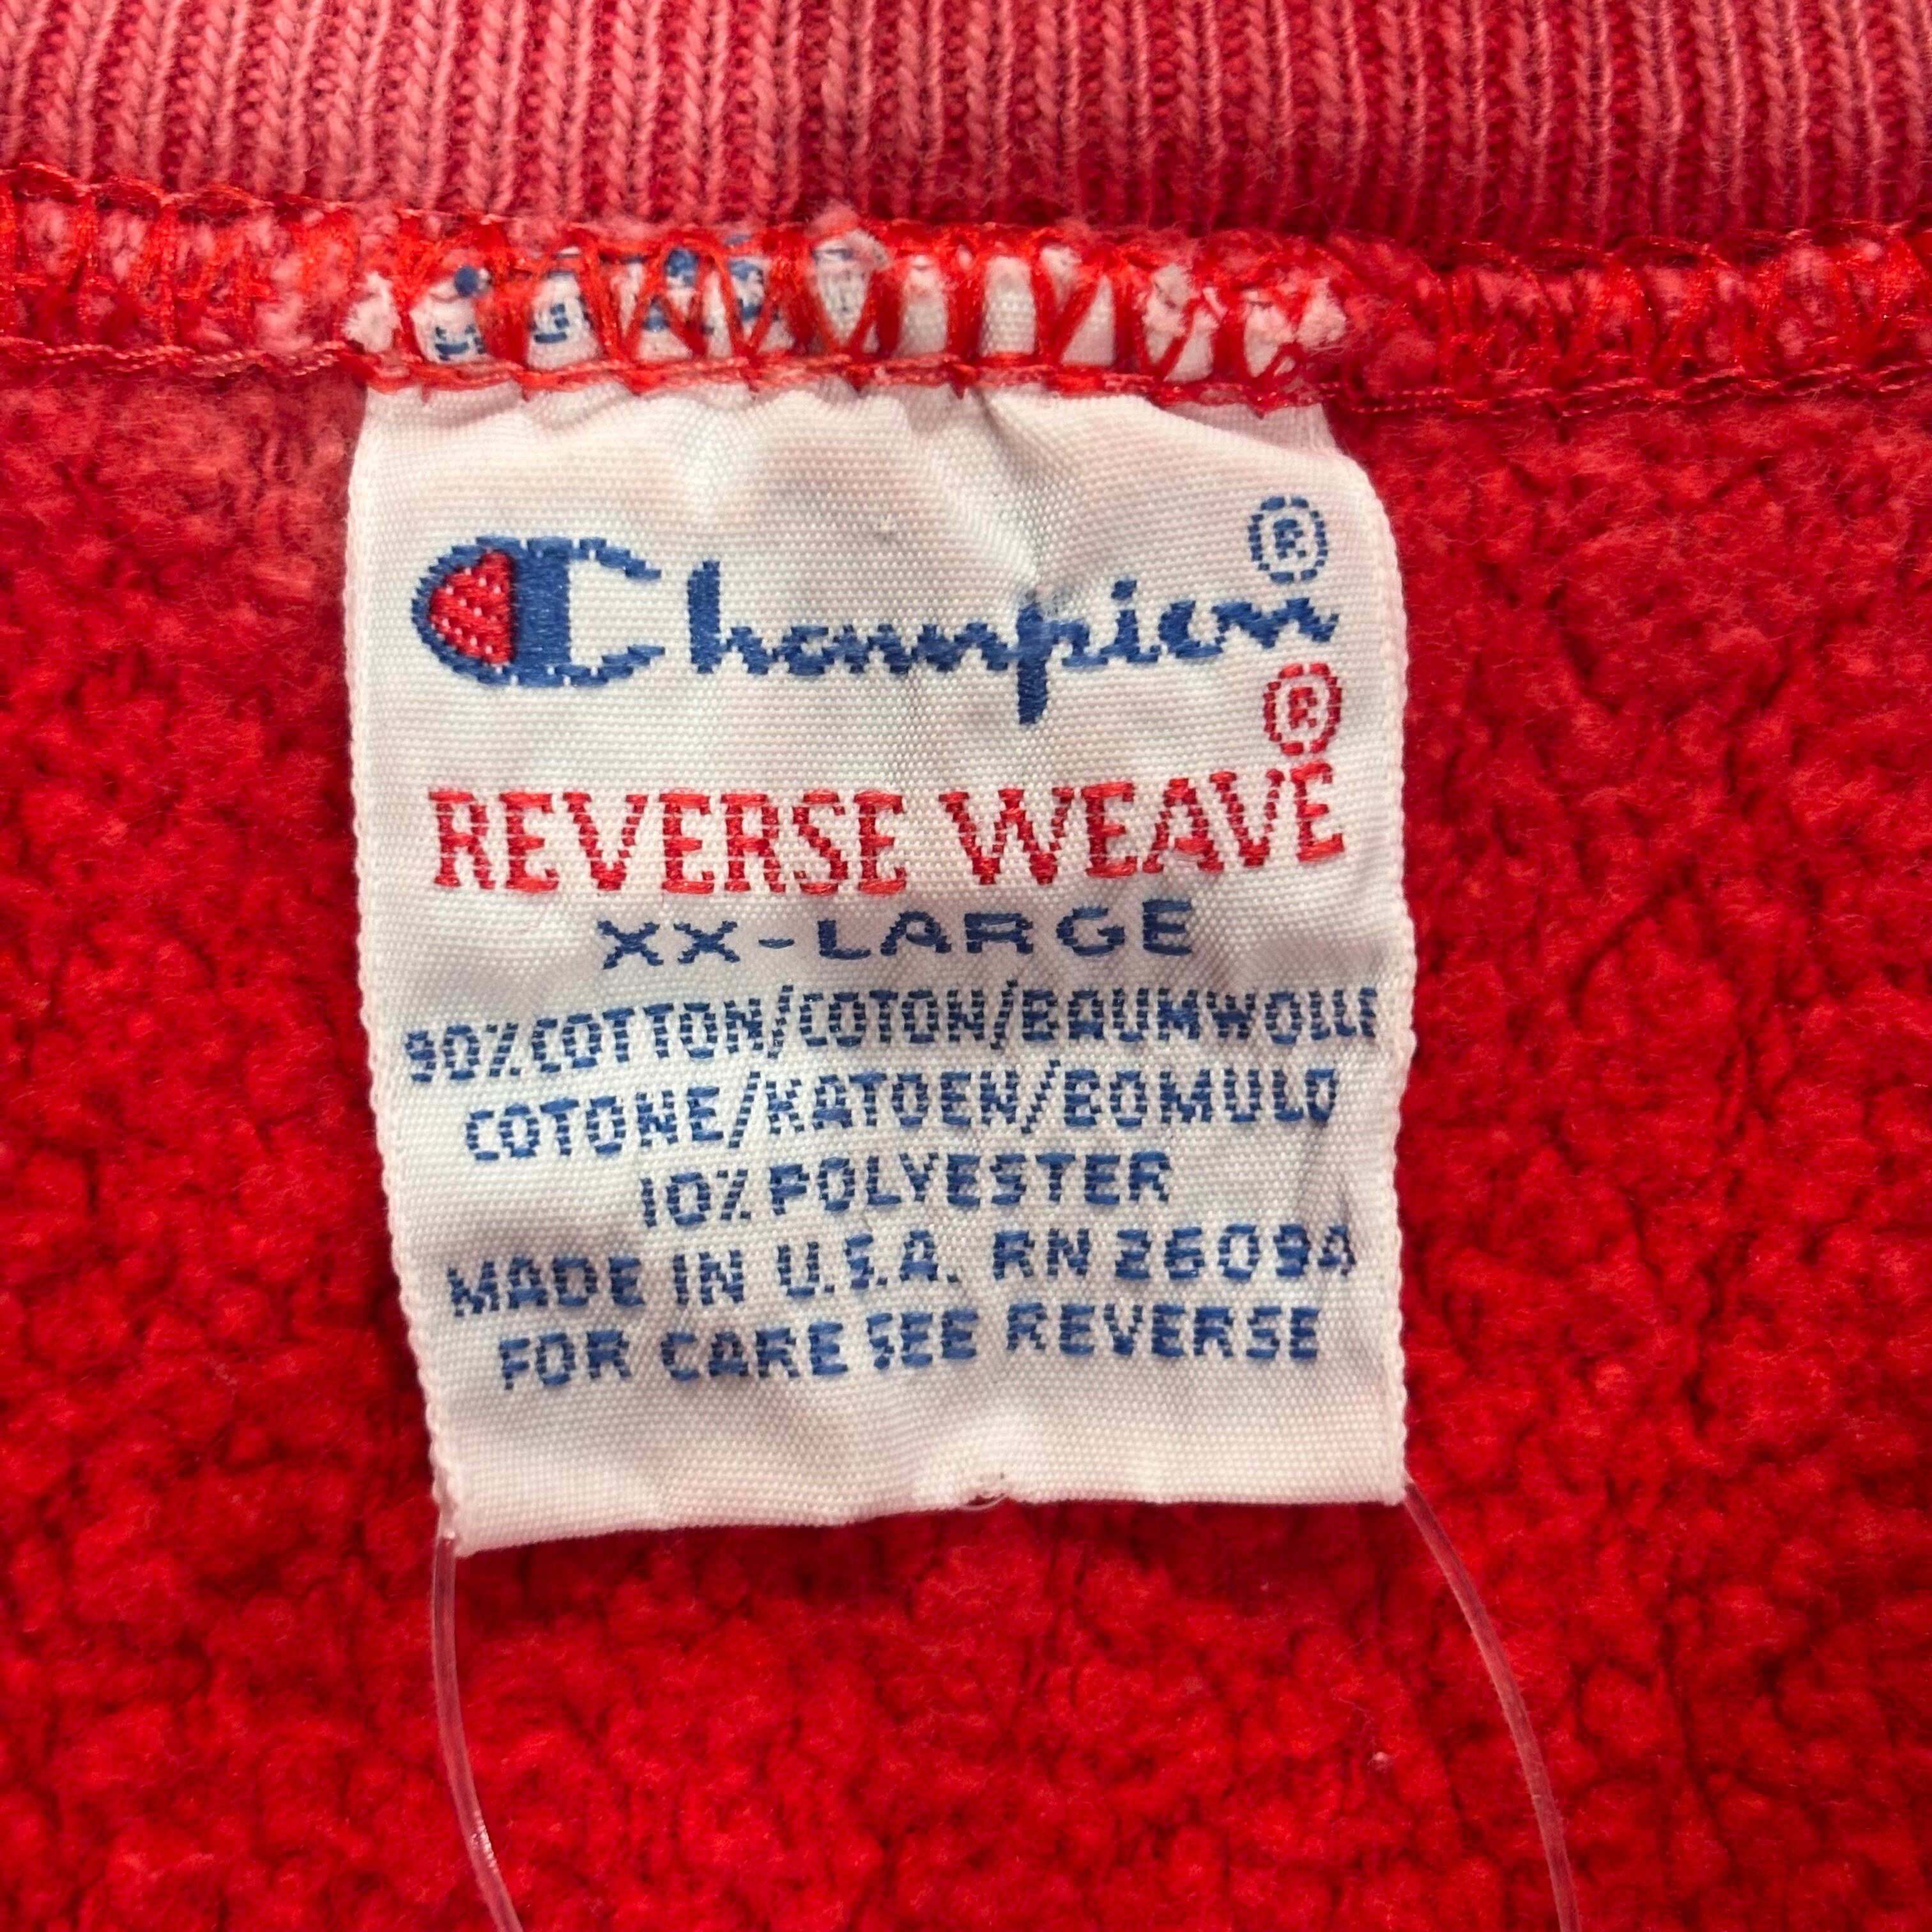 Champion®
®
REVERSE WEAVE
XX-LARGE
90% COTTON/COTON/BAUMWOLLE
COTONE/KATOEN/BOMULD
10% POLYESTER
MADE IN U.S.A. RN 26094
FOR CARE SEE REVERSE